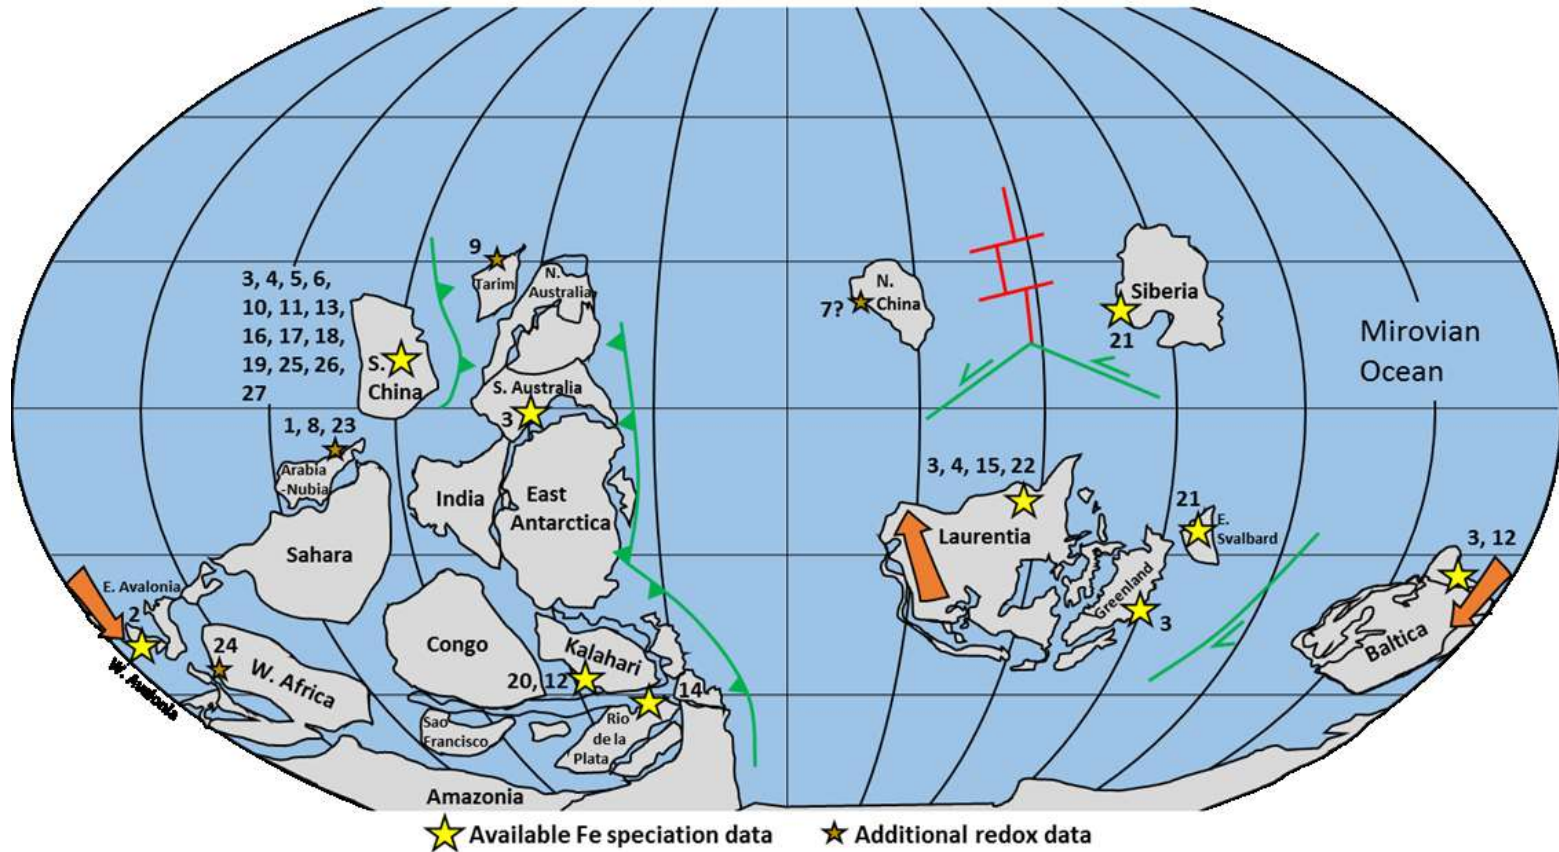 9
Tarim
N.
Australia
3, 4, 5, 6,
10, 11, 13,
16, 17, 18,
19, 25, 26,
27
S.
China
N.
China
7?
Siberia
21
Mirovian
Ocean
S. Australia
3
1, 8, 23
Arabia
-Nubia
India
East
Antarctica
Sahara
3, 4, 15, 22
Laurentia
21
E.
Svalbard
Greenland
3
3, 12
Baltica
E. Avalonia
2
W. Avalonia
24
W. Africa
Congo
Kalahari
20, 12
14
Sao
Francisco
Rio
de la
Plata
Amazonia
Available Fe speciation data
Additional redox data